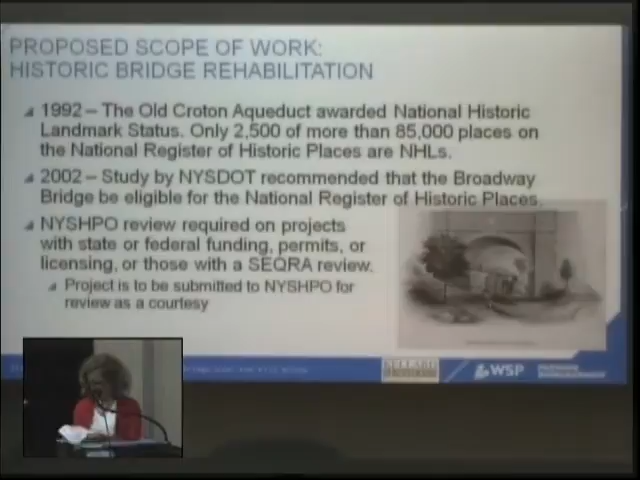 PROPOSED SCOPE OF WORK:
HISTORIC BRIDGE REHABILITATION
1992 – The Old Croton Aqueduct awarded National Historic
Landmark Status. Only 2,500 of more than 85,000 places on
the National Register of Historic Places are NHLs.
2002 – Study by NYSDOT recommended that the Broadway
Bridge be eligible for the National Register of Historic Places.
NYSHPO review required on projects
with state or federal funding, permits, or
licensing, or those with a SEQRA review.
Project is to be submitted to NYSHPO for
review as a courtesy
KELLARD
WSP